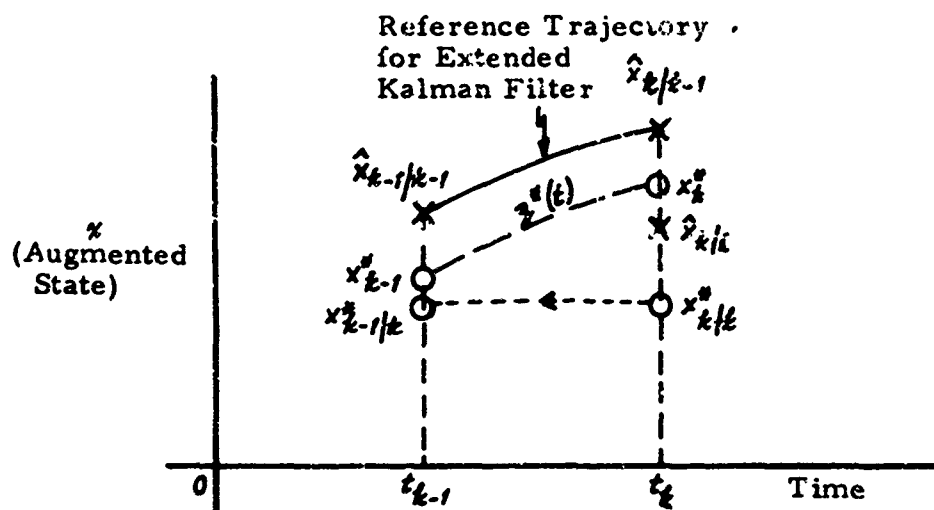 Reference Trajectory
for Extended
Kalman Filter
x̂ₖ/ₖ₋₁
x̂ₖ₋₁/ₖ₋₁
z*(t)
x*ₖ
x
(Augmented
State)
x̂ₖ/ₖ
x*ₖ₋₁
x*ₖ₋₁/ₖ
x*ₖ/ₖ
0
tₖ₋₁
tₖ
Time